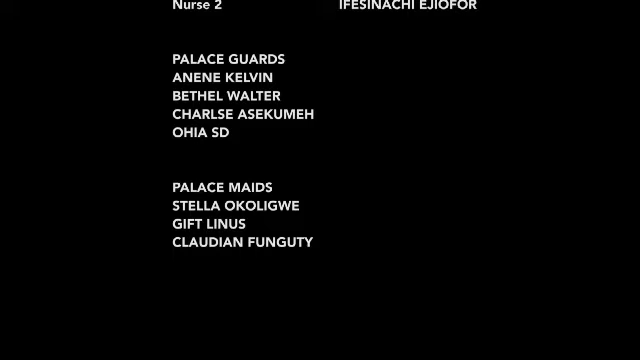 Nurse 2 IFESINACHI EJIOFOR
PALACE GUARDS
ANENE KELVIN
BETHEL WALTER
CHARLSE ASEKUMEH
OHIA SD
PALACE MAIDS
STELLA OKOLIGWE
GIFT LINUS
CLAUDIAN FUNGUTY